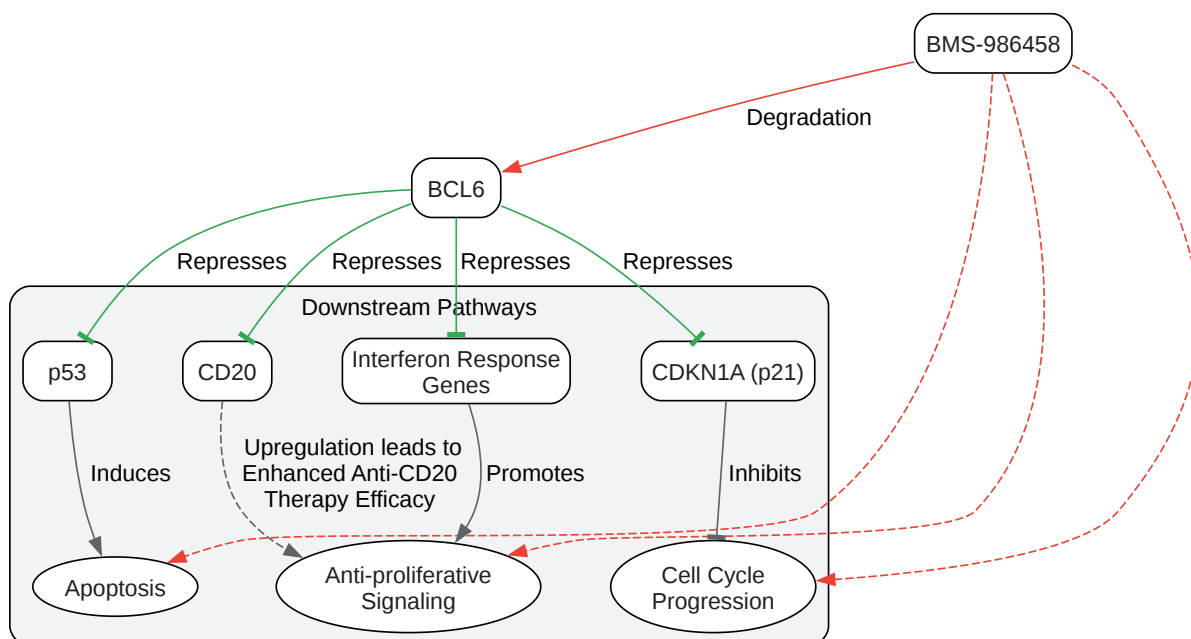 BMS-986458
Degradation
BCL6
Represses
Represses
Represses
Represses
Downstream Pathways
p53
CD20
Interferon Response
Genes
CDKN1A (p21)
Induces
Upregulation leads to
Enhanced Anti-CD20
Therapy Efficacy
Promotes
Inhibits
Apoptosis
Anti-proliferative
Signaling
Cell Cycle
Progression